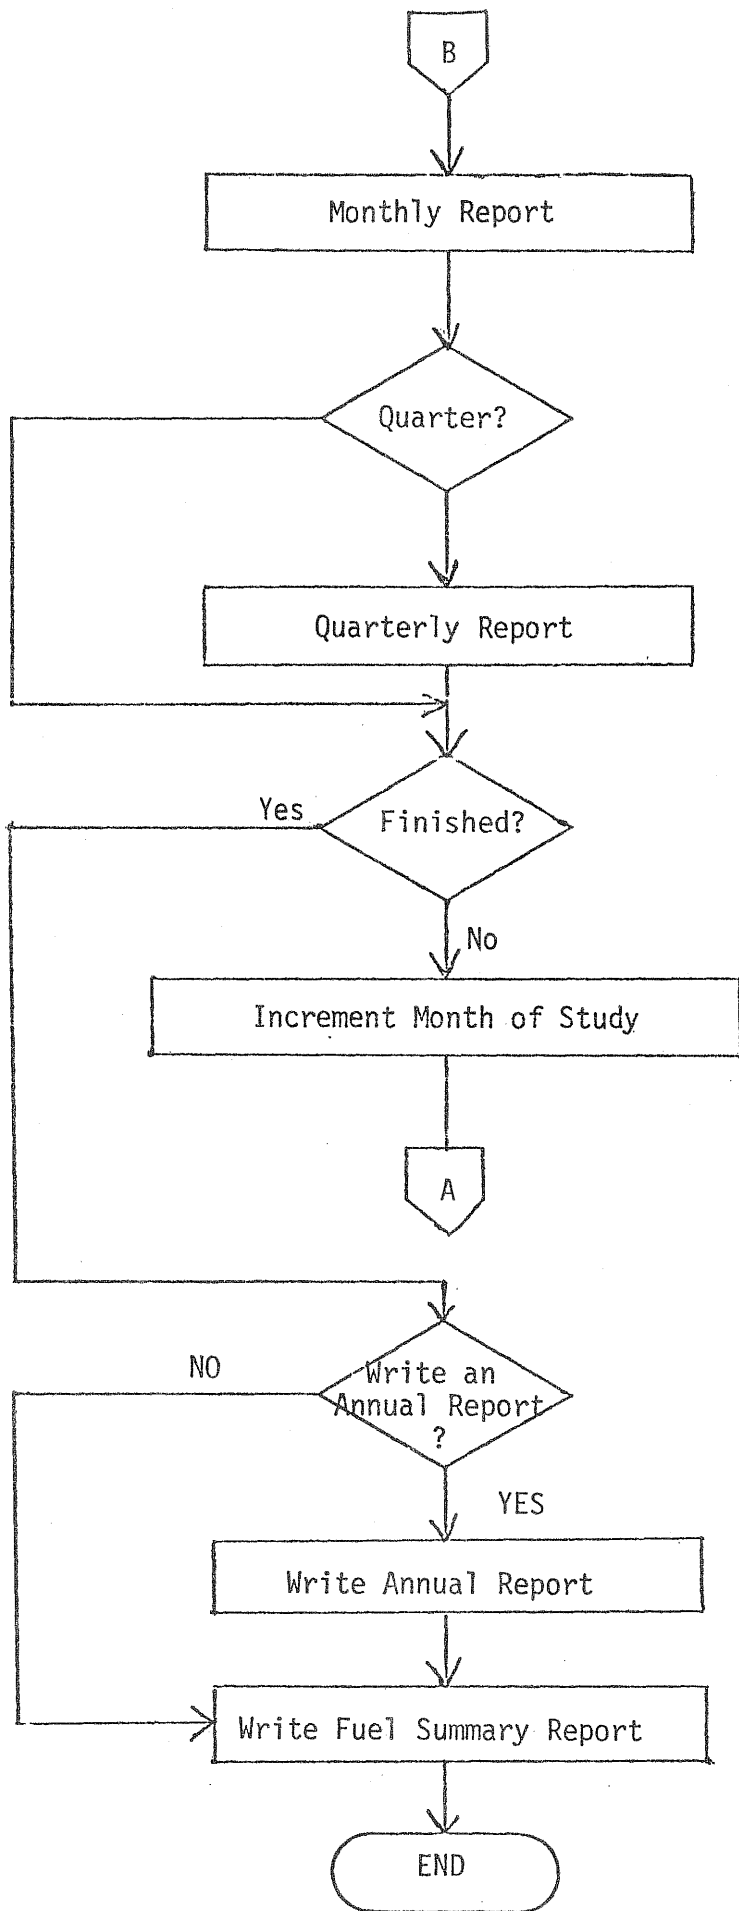 B
Monthly Report
Quarter?
Quarterly Report
Yes
Finished?
No
Increment Month of Study
A
NO
Write an
Annual Report
?
YES
Write Annual Report
Write Fuel Summary Report
END